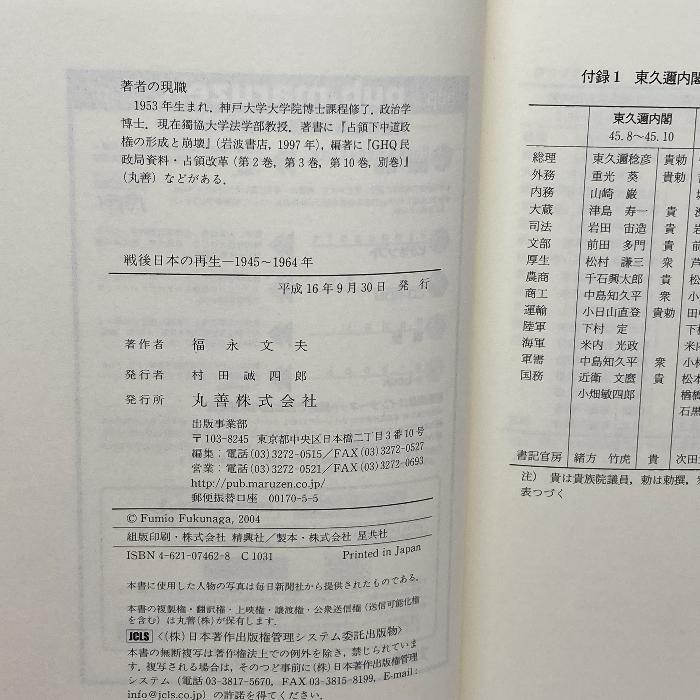 著者の現職
1953年生まれ．神戸大学大学院博士課程修了．政治学
博士．現在獨協大学法学部教授．著書に『占領下中道政
権の形成と崩壊』（岩波書店，1997年），編著に『GHQ民
政局資料・占領改革（第2巻，第3巻，第10巻，別巻）』
（丸善）などがある．
戦後日本の再生―1945～1964年
平成16年9月30日 発行
著作者 福永文夫
発行者 村田誠四郎
発行所 丸善株式会社
出版事業部
〒103-8245 東京都中央区日本橋二丁目3番10号
編集：電話(03)3272-0515／FAX(03)3272-0527
営業：電話(03)3272-0521／FAX(03)3272-0693
http://pub.maruzen.co.jp/
郵便振替口座 00170-5-5
© Fumio Fukunaga, 2004
組版印刷・株式会社 精興社／製本・株式会社 星共社
ISBN 4-621-07462-8 C 1031 Printed in Japan
本書に使用した人物の写真は毎日新聞社から提供されたものである．
本書の複製権・翻訳権・上映権・譲渡権・公衆送信権（送信可能化権
を含む）は丸善(株)が保有します．
JCLS 〈(株)日本著作出版権管理システム委託出版物〉
本書の無断複写は著作権法上での例外を除き，禁じられていま
す．複写される場合は，そのつど事前に(株)日本著作出版権管理
システム（電話 03-3817-5670，FAX 03-3815-8199，E-mail：
info@jcls.co.jp）の許諾を得てください．
付録1 東久邇内閣
東久邇内閣
45.8～45.10
総理 東久邇稔彦 貴勅
外務 重光 葵 貴勅
内務 山崎 巌
大蔵 津島 寿一 貴
司法 岩田 宙造 貴
文部 前田 多門 貴
厚生 松村 謙三 衆
農商 千石興太郎 貴
商工 中島知久平 衆
運輸 小日山直登 貴勅
陸軍 下村 定
海軍 米内 光政
軍需 中島知久平 衆
国務 近衛 文麿 貴
小畑敏四郎
書記官房 緒方 竹虎 貴
注） 貴は貴族院議員，勅は勅撰，
表つづく